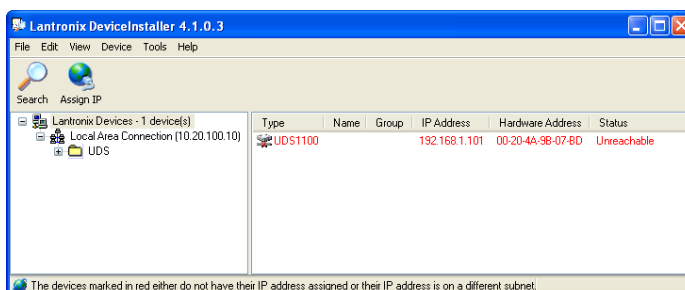 Lantronix DeviceInstaller 4.1.0.3
File Edit View Device Tools Help
Search Assign IP
Lantronix Devices - 1 device(s)
Local Area Connection (10.20.100.10)
UDS
Type Name Group IP Address Hardware Address Status
UDS1100 192.168.1.101 00-20-4A-9B-07-BD Unreachable
The devices marked in red either do not have their IP address assigned or their IP address is on a different subnet.